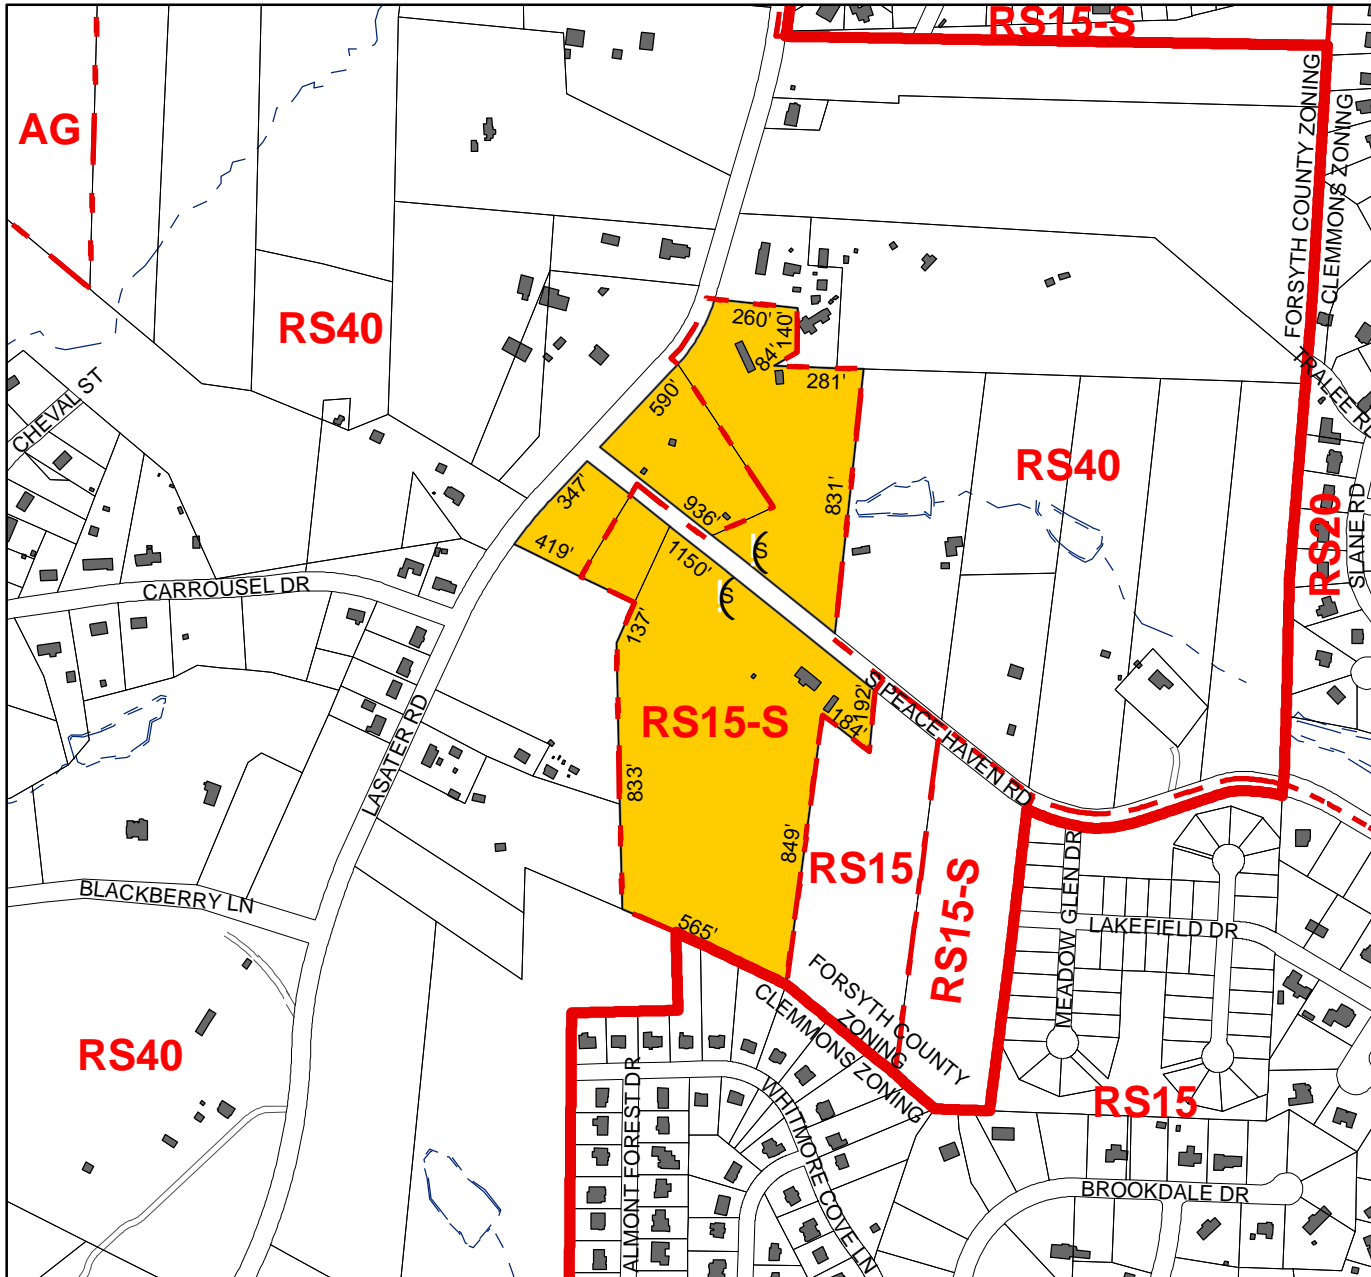 RS15-S
AG
FORSYTH COUNTY ZONING
CLEMMONS ZONING
RS40
260'
140'
84'
281'
TRALEE RD
CHEVAL ST
590'
RS40
347'
936'
831'
RS20
SLANE RD
419'
1150'
S
S
CARROUSEL DR
137'
S PEACE HAVEN RD
192'
184'
RS15-S
LASATER RD
833'
849'
RS15
RS15-S
MEADOW GLEN DR
LAKEFIELD DR
BLACKBERRY LN
565'
FORSYTH COUNTY
ZONING
CLEMMONS ZONING
RS40
RS15
ALMONT FOREST DR
WHITMORE COVE LN
BROOKDALE DR